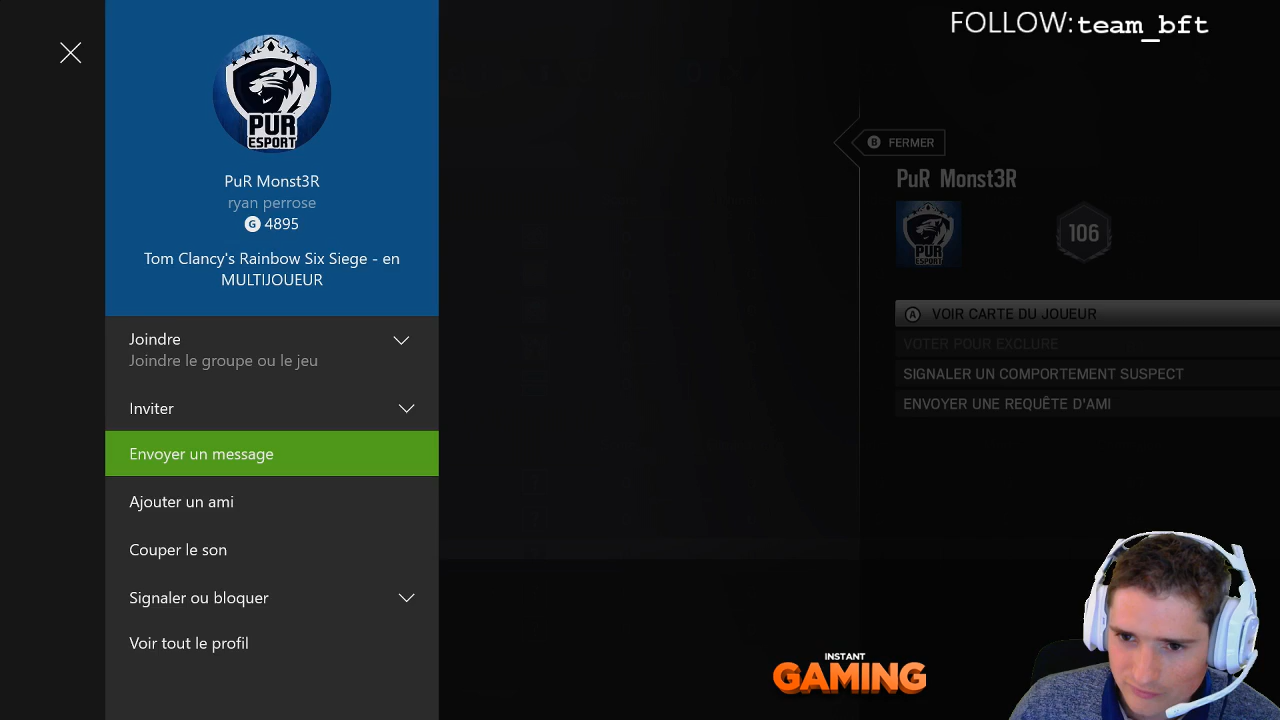 FOLLOW:team_bft
PUR
ESPORT
PuR Monst3R
ryan perrose
G 4895
Tom Clancy's Rainbow Six Siege - en
MULTIJOUEUR
Joindre
Joindre le groupe ou le jeu
Inviter
Envoyer un message
Ajouter un ami
Couper le son
Signaler ou bloquer
Voir tout le profil
B FERMER
PuR Monst3R
PUR
ESPORT
106
A VOIR CARTE DU JOUEUR
VOTER POUR EXCLURE
SIGNALER UN COMPORTEMENT SUSPECT
ENVOYER UNE REQUÊTE D'AMI
INSTANT
GAMING